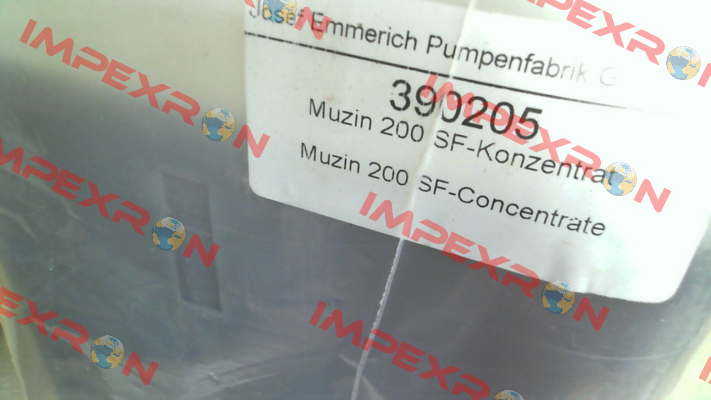 Josef Emmerich Pumpenfabrik G
390205
Muzin 200 SF-Konzentrat
Muzin 200 SF-Concentrate
IMPEXRON
IMPEXRON
IMPEXRON
IMPEXRON
IMPEXRON
IMPEXRON
IMPEXRON
IMPEXRON